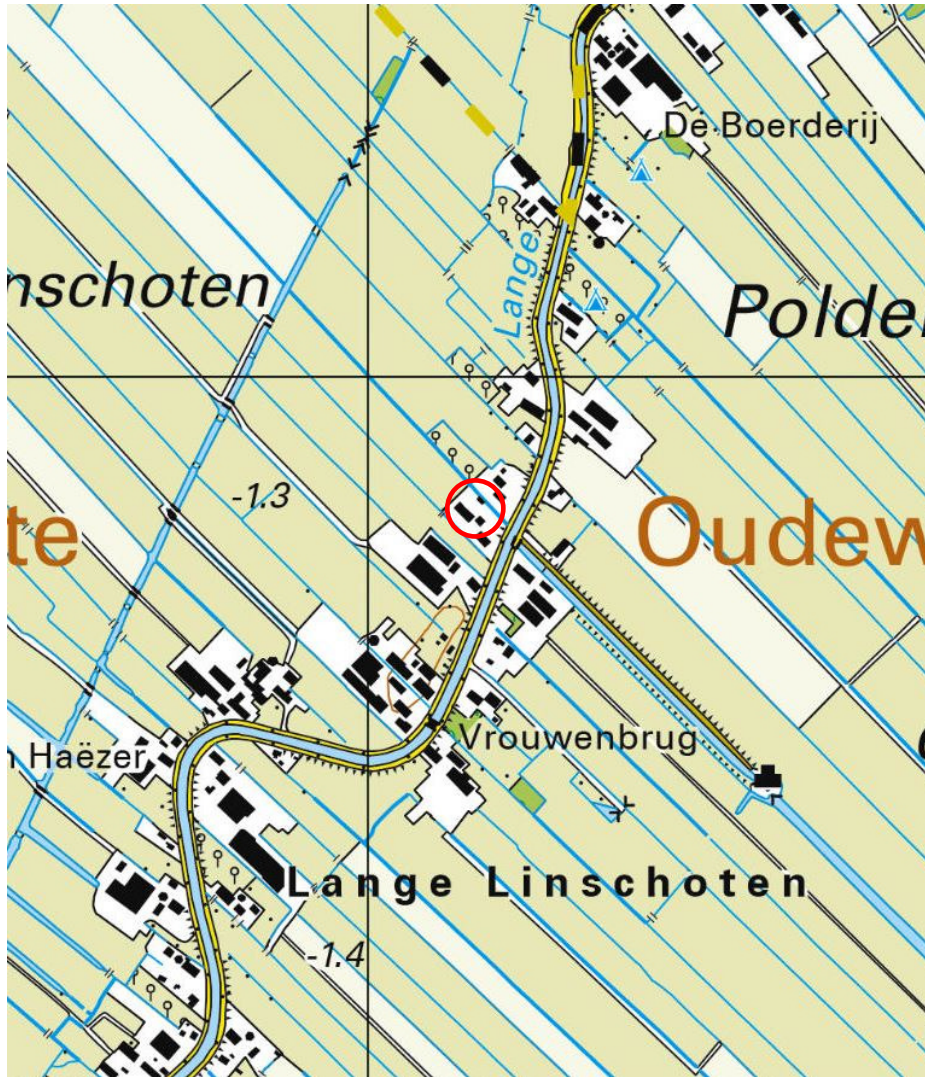 De Boerderij
Lange
nschoten
Polder
-1.3
te
Oudew
Vrouwenbrug
n Haëzer
Lange Linschoten
-1.4